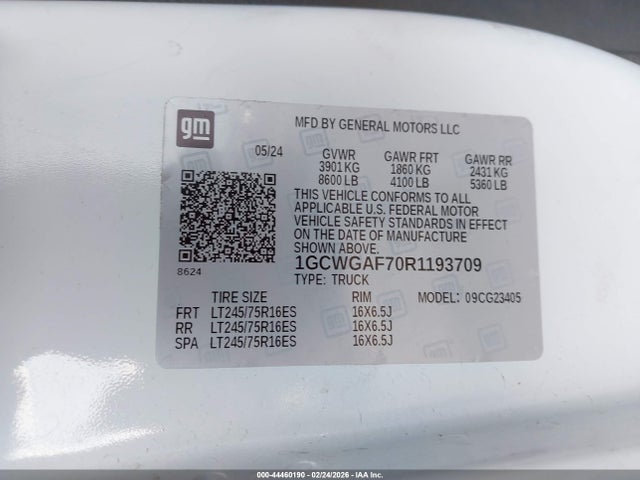 gm
MFD BY GENERAL MOTORS LLC
05/24 GVWR GAWR FRT GAWR RR
3901 KG 1860 KG 2431 KG
8600 LB 4100 LB 5360 LB
THIS VEHICLE CONFORMS TO ALL
APPLICABLE U.S. FEDERAL MOTOR
VEHICLE SAFETY STANDARDS IN EFFECT
ON THE DATE OF MANUFACTURE
SHOWN ABOVE.
8624 1GCWGAF70R1193709
TYPE: TRUCK
TIRE SIZE RIM MODEL: 09CG23405
FRT LT245/75R16ES 16X6.5J
RR LT245/75R16ES 16X6.5J
SPA LT245/75R16ES 16X6.5J
000-44460190 - 02/24/2026 - IAA Inc.